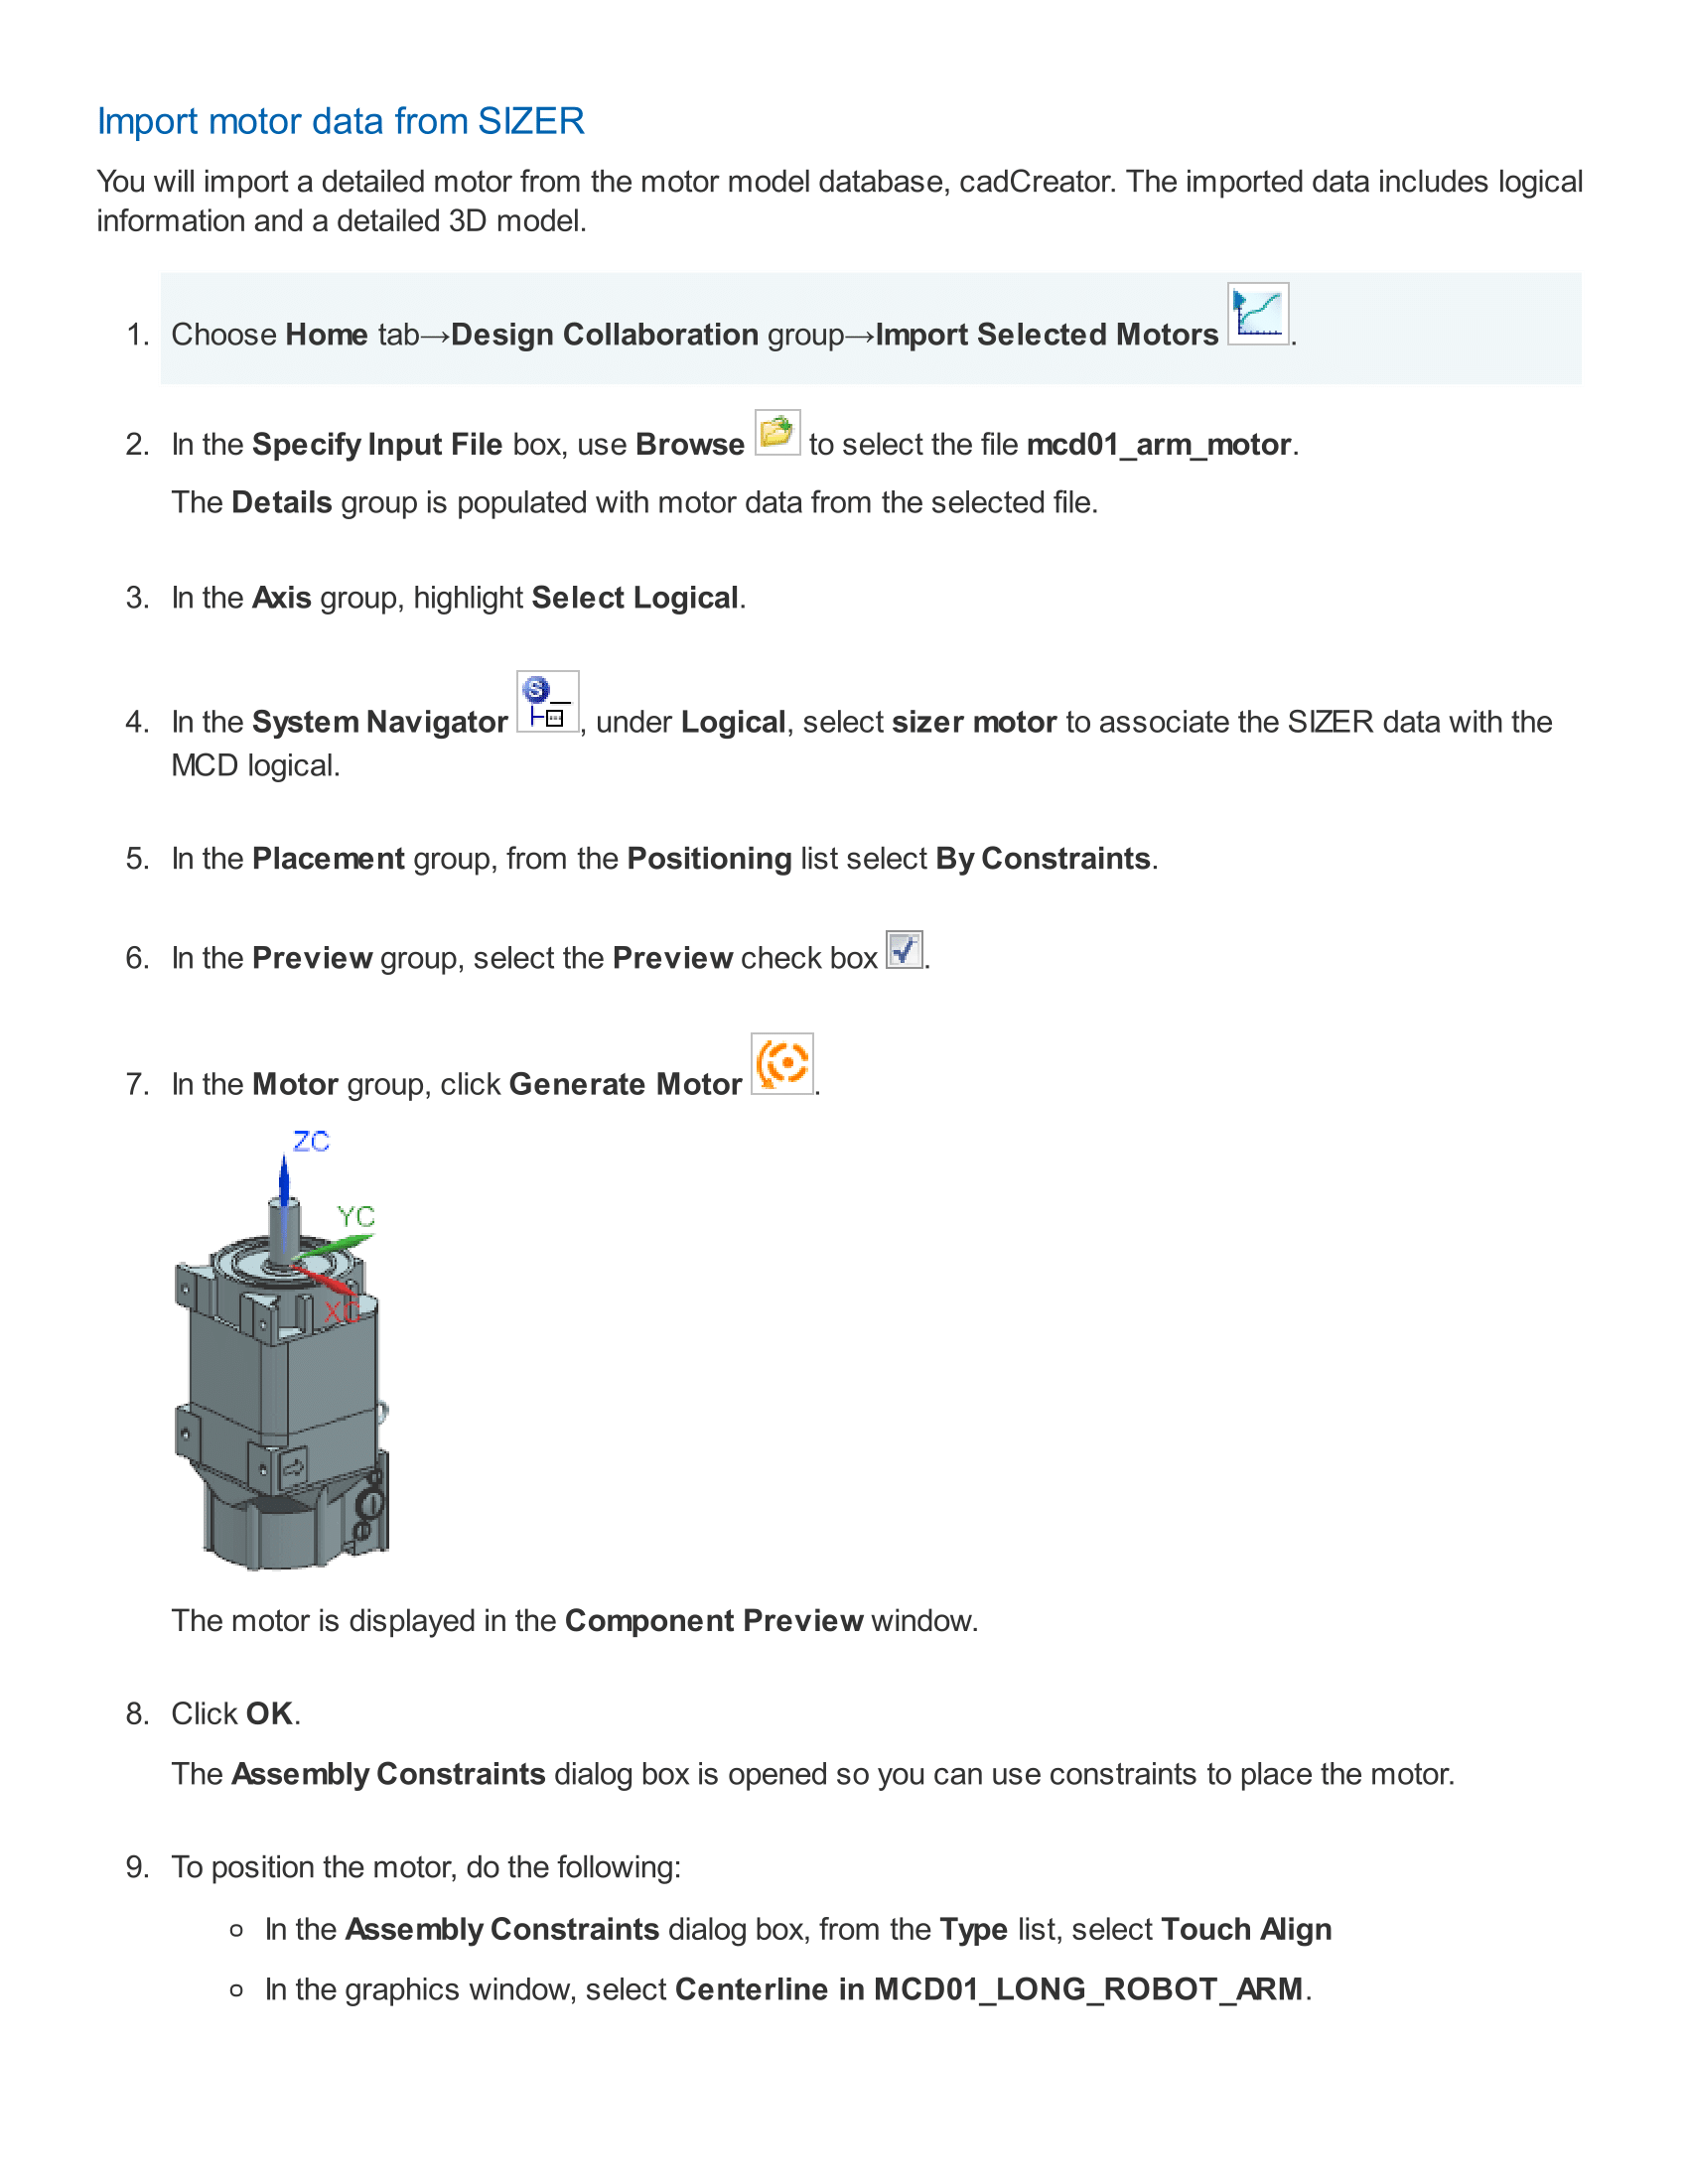 Import motor data from SIZER
You will import a detailed motor from the motor model database, cadCreator. The imported data includes logical
information and a detailed 3D model.
1. Choose Home tab→Design Collaboration group→Import Selected Motors .
2. In the Specify Input File box, use Browse to select the file mcd01_arm_motor.
The Details group is populated with motor data from the selected file.
3. In the Axis group, highlight Select Logical.
4. In the System Navigator , under Logical, select sizer motor to associate the SIZER data with the
MCD logical.
5. In the Placement group, from the Positioning list select By Constraints.
6. In the Preview group, select the Preview check box .
7. In the Motor group, click Generate Motor .
ZC
YC
XC
The motor is displayed in the Component Preview window.
8. Click OK.
The Assembly Constraints dialog box is opened so you can use constraints to place the motor.
9. To position the motor, do the following:
○ In the Assembly Constraints dialog box, from the Type list, select Touch Align
○ In the graphics window, select Centerline in MCD01_LONG_ROBOT_ARM.